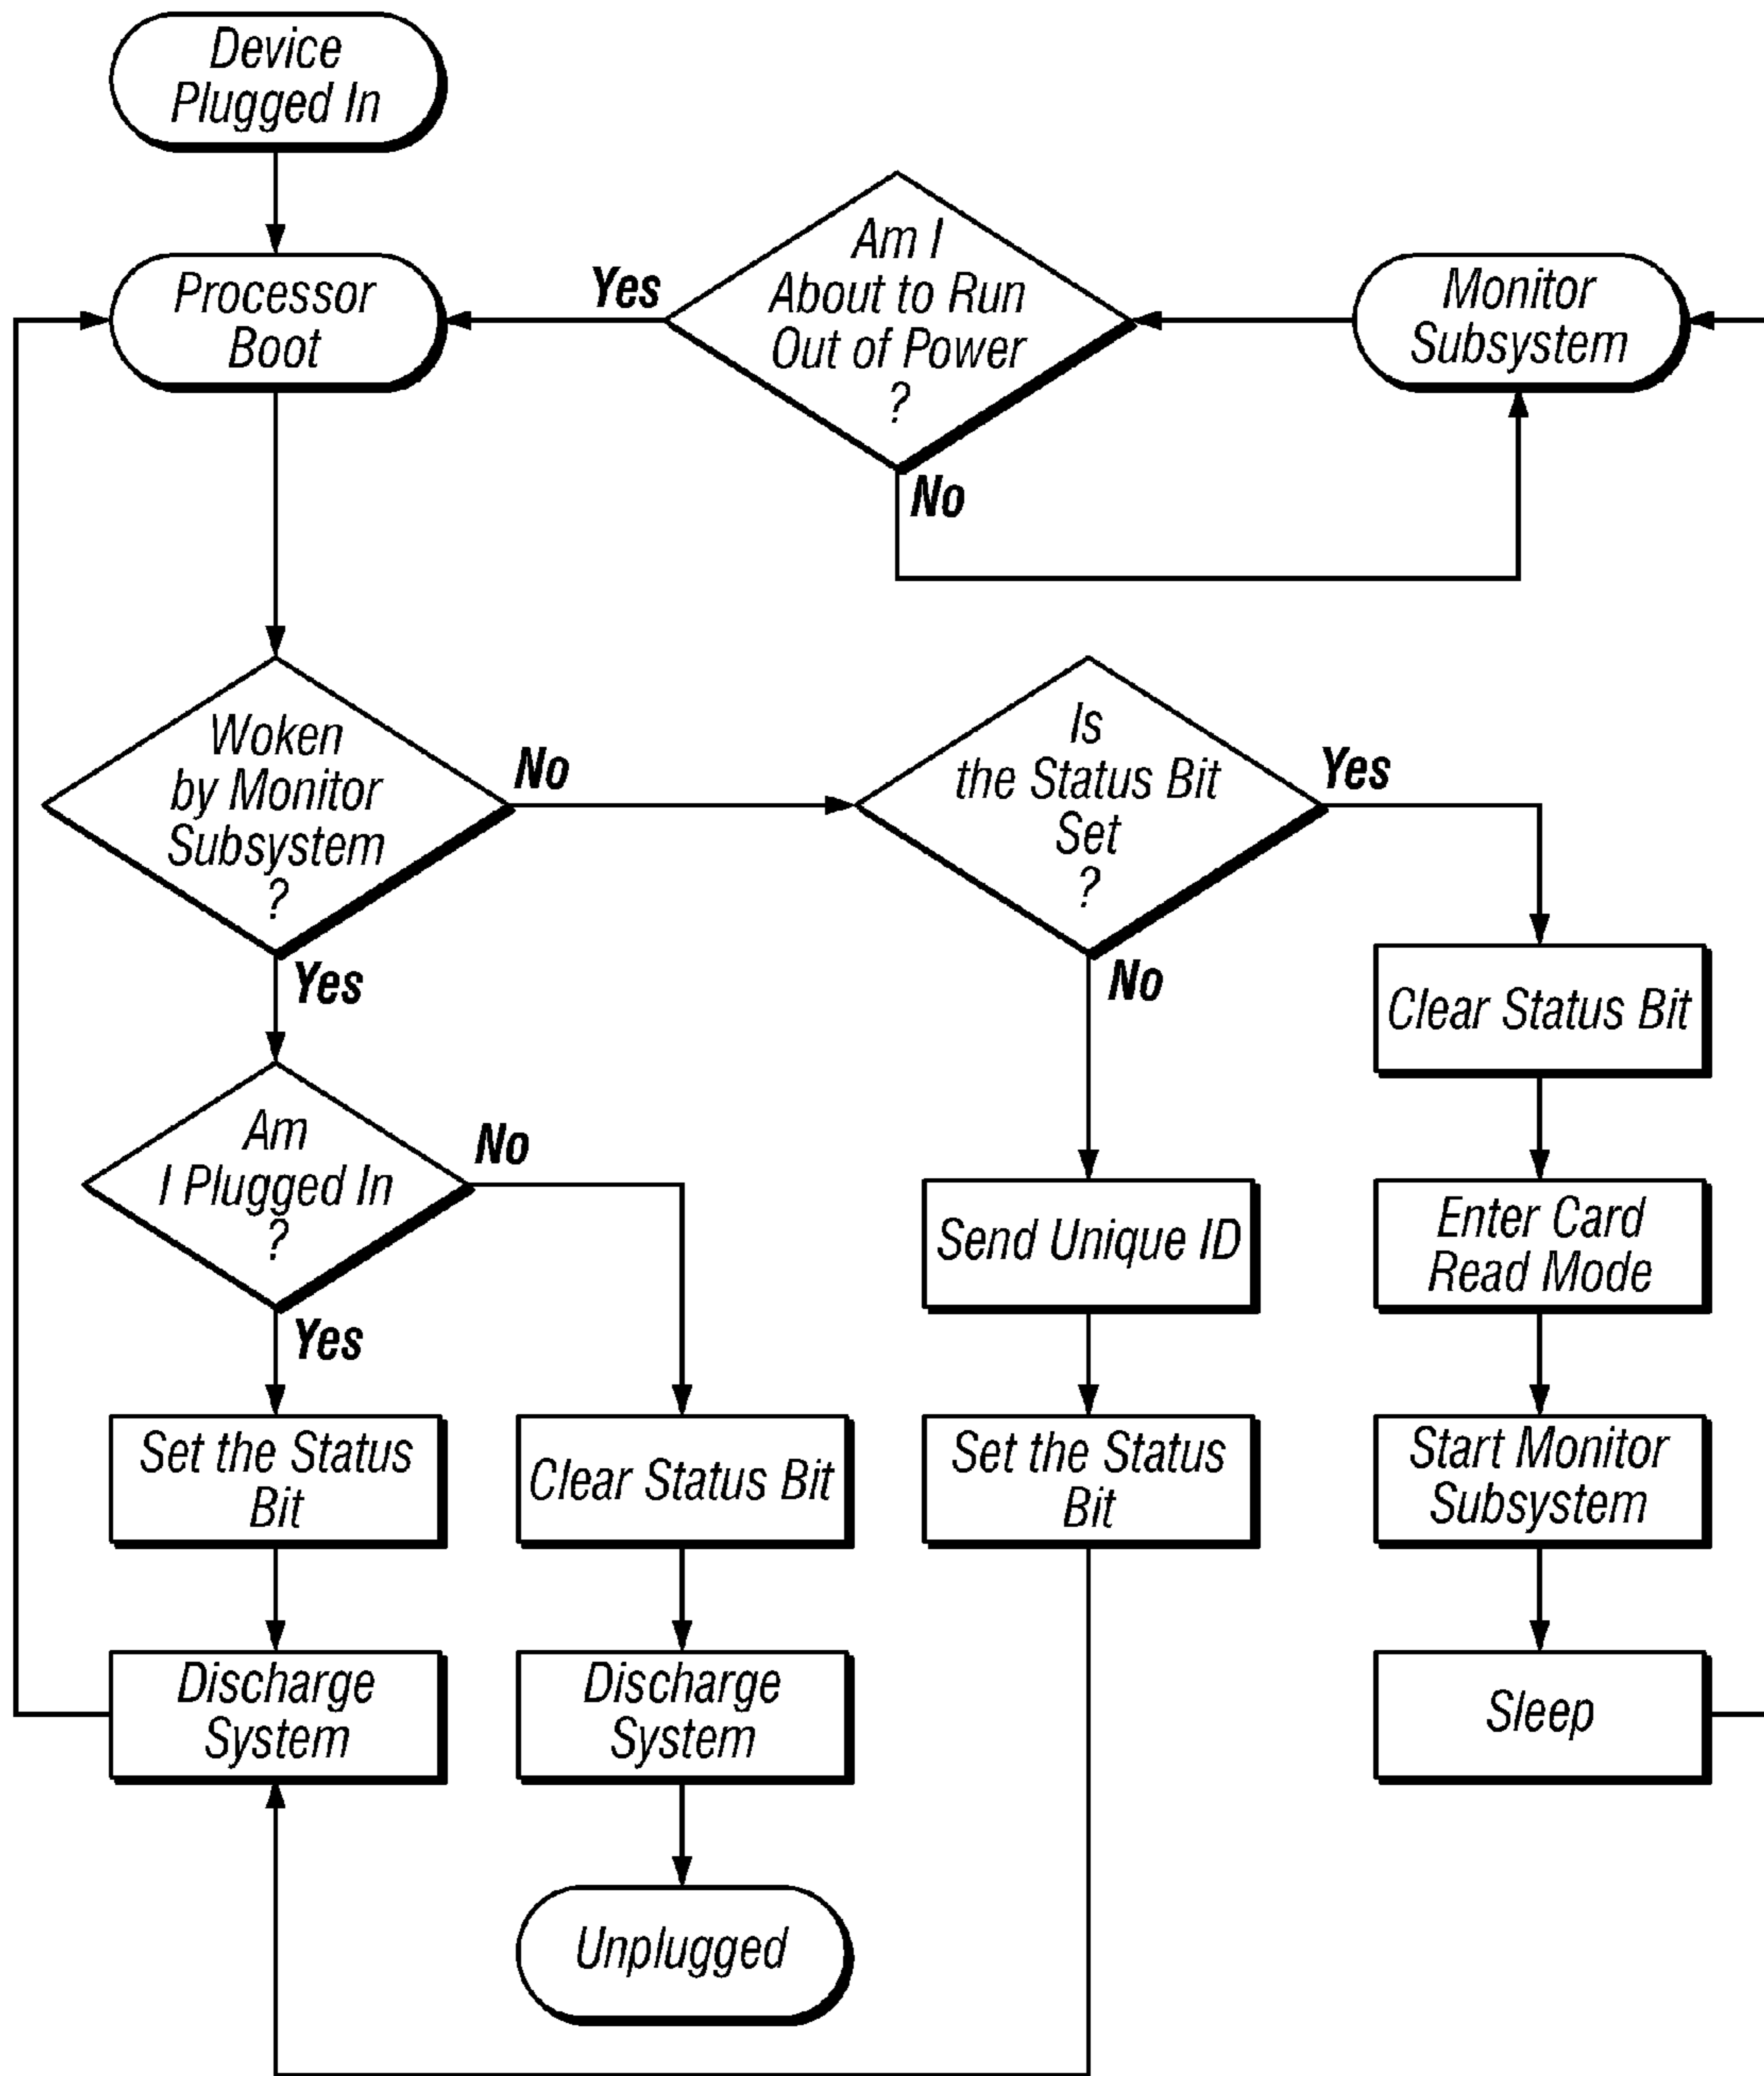 Device
Plugged In
Processor
Boot
Yes
Am I
About to Run
Out of Power
?
No
Monitor
Subsystem
Woken
by Monitor
Subsystem
?
No
Yes
Is
the Status Bit
Set
?
Yes
No
Clear Status Bit
Am
I Plugged In
?
No
Yes
Send Unique ID
Enter Card
Read Mode
Set the Status
Bit
Clear Status Bit
Set the Status
Bit
Start Monitor
Subsystem
Discharge
System
Discharge
System
Sleep
Unplugged